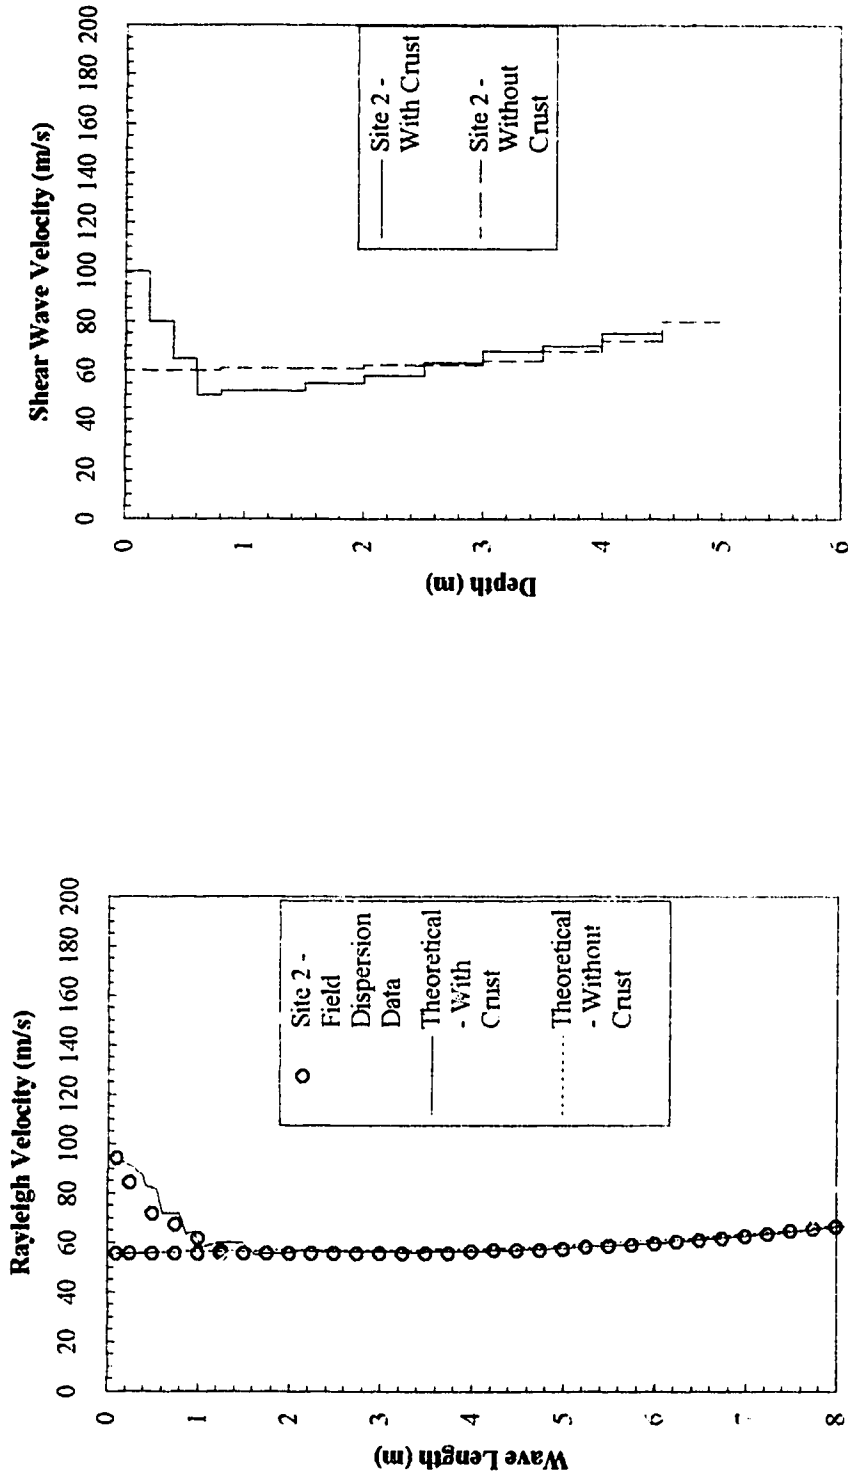 Rayleigh Velocity (m/s)
0 20 40 60 80 100 120 140 160 180 200
Wave Length (m)
0
1
2
3
4
5
6
7
8
Site 2 -
Field
Dispersion
Data
Theoretical
- With
Crust
Theoretical
- Without
Crust
Shear Wave Velocity (m/s)
0 20 40 60 80 100 120 140 160 180 200
Depth (m)
0
1
2
3
4
5
6
Site 2 -
With Crust
Site 2 -
Without
Crust